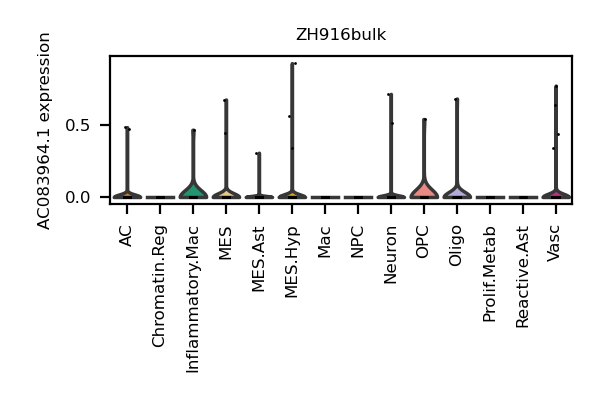 ZH916bulk
AC083964.1 expression
0.5
0.0
AC
Chromatin.Reg
Inflammatory.Mac
MES
MES.Ast
MES.Hyp
Mac
NPC
Neuron
OPC
Oligo
Prolif.Metab
Reactive.Ast
Vasc